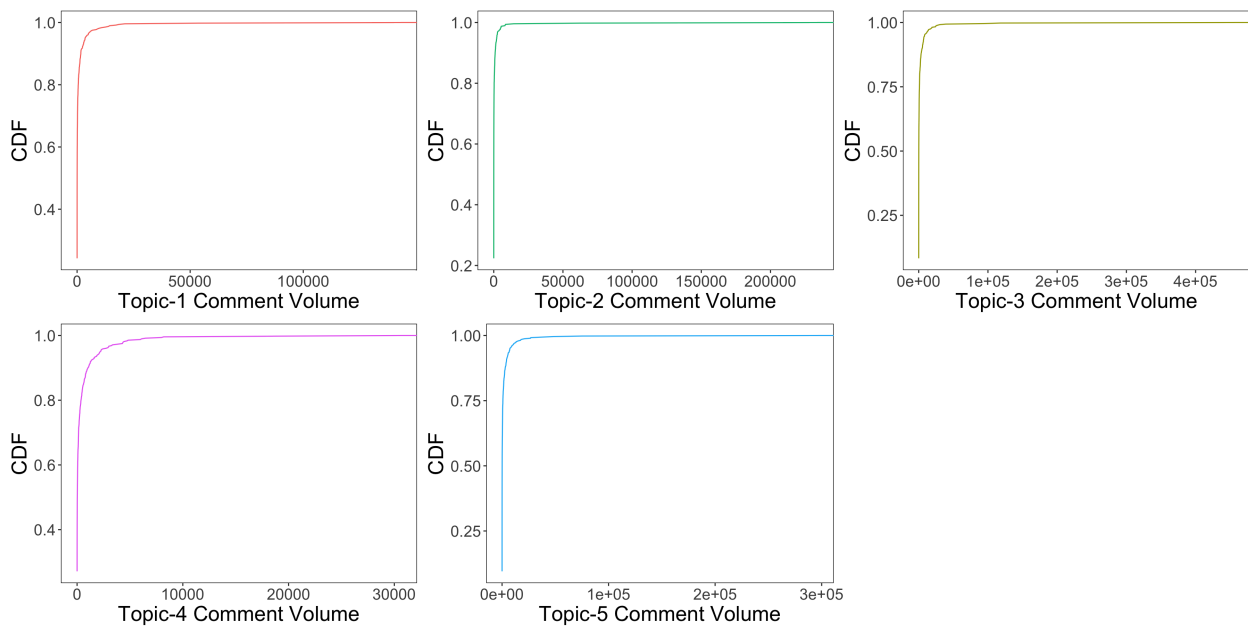 1.0
0.8
0.6
0.4
CDF
0 50000 100000
Topic-1 Comment Volume
1.0
0.8
0.6
0.4
0.2
CDF
0 50000 100000 150000 200000
Topic-2 Comment Volume
1.00
0.75
0.50
0.25
CDF
0e+00 1e+05 2e+05 3e+05 4e+05
Topic-3 Comment Volume
1.0
0.8
0.6
0.4
CDF
0 10000 20000 30000
Topic-4 Comment Volume
1.00
0.75
0.50
0.25
CDF
0e+00 1e+05 2e+05 3e+05
Topic-5 Comment Volume